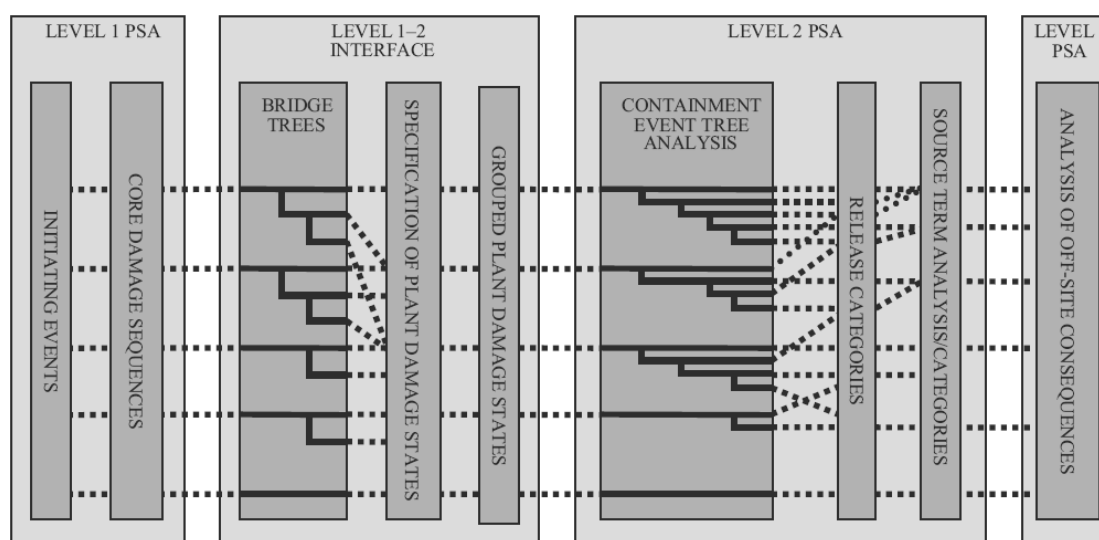 LEVEL 1 PSA
INITIATING EVENTS
CORE DAMAGE SEQUENCES
LEVEL 1–2
INTERFACE
BRIDGE
TREES
SPECIFICATION OF PLANT DAMAGE STATES
GROUPED PLANT DAMAGE STATES
LEVEL 2 PSA
CONTAINMENT
EVENT TREE
ANALYSIS
RELEASE CATEGORIES
SOURCE TERM ANALYSIS/CATEGORIES
LEVEL
PSA
ANALYSIS OF OFF-SITE CONSEQUENCES